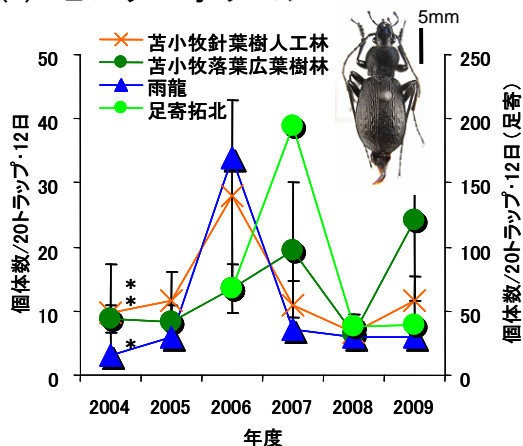 5mm
苫小牧針葉樹人工林
苫小牧落葉広葉樹林
雨龍
足寄拓北
個体数/20トラップ・12日
50
40
30
20
10
0
個体数/20トラップ・12日(足寄)
250
200
150
100
50
0
*
*
*
2004 2005 2006 2007 2008 2009
年度